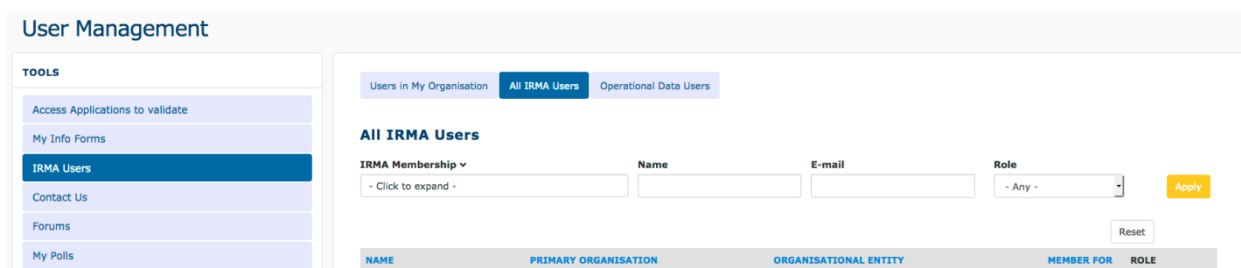 User Management
TOOLS
Access Applications to validate
My Info Forms
IRMA Users
Contact Us
Forums
My Polls
Users in My Organisation All IRMA Users Operational Data Users
All IRMA Users
IRMA Membership Name E-mail Role
- Click to expand - - Any - Apply
Reset
NAME PRIMARY ORGANISATION ORGANISATIONAL ENTITY MEMBER FOR ROLE